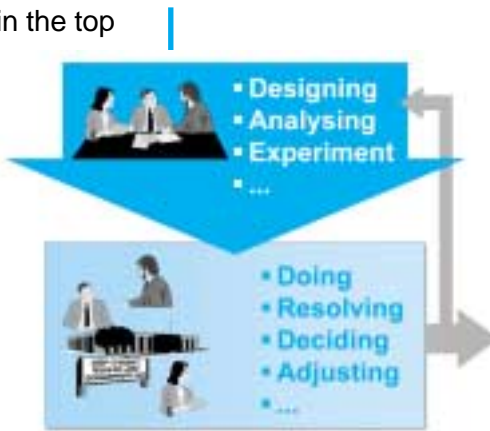 in the top
▪ Designing
▪ Analysing
▪ Experiment
▪ ...
▪ Doing
▪ Resolving
▪ Deciding
▪ Adjusting
▪ ...